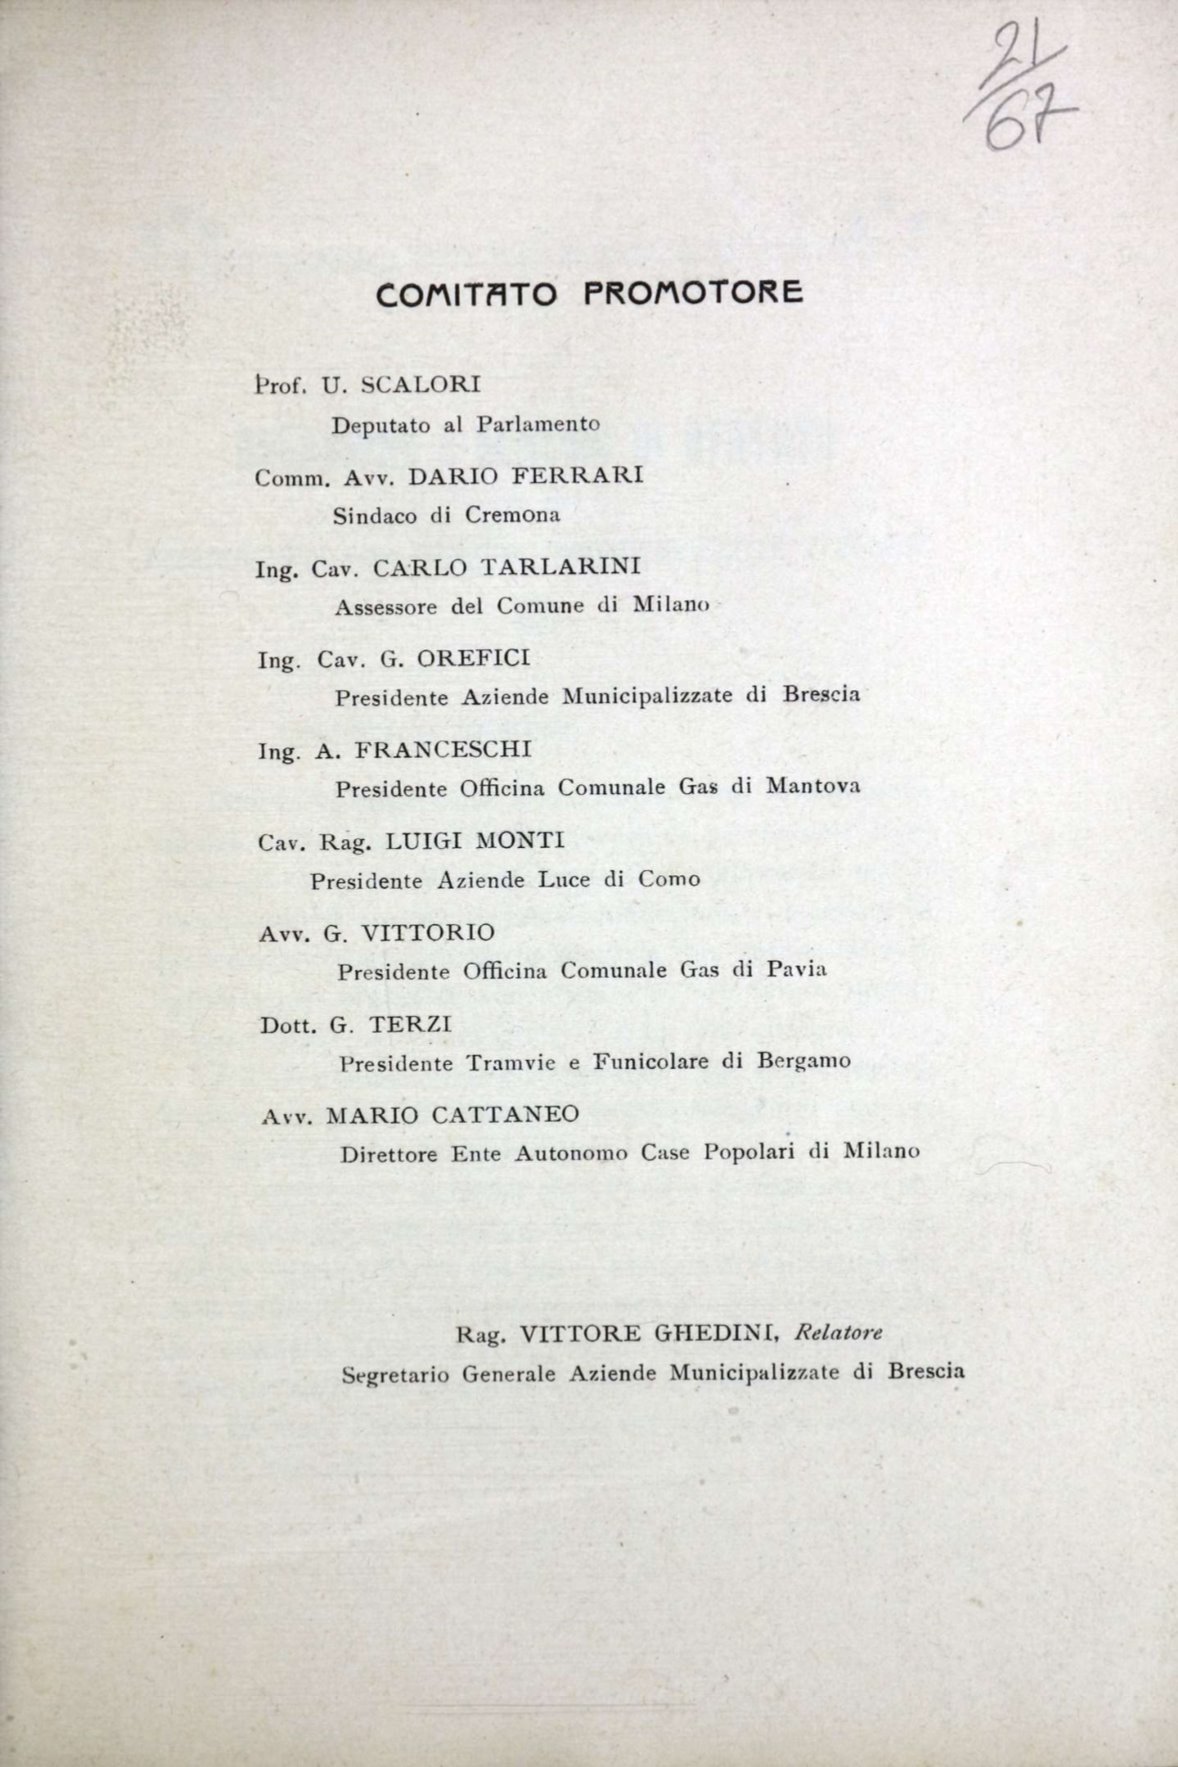 21
67
COMITATO PROMOTORE
Prof. U. SCALORI
Deputato al Parlamento
Comm. Avv. DARIO FERRARI
Sindaco di Cremona
Ing. Cav. CARLO TARLARINI
Assessore del Comune di Milano
Ing. Cav. G. OREFICI
Presidente Aziende Municipalizzate di Brescia
Ing. A. FRANCESCHI
Presidente Officina Comunale Gas di Mantova
Cav. Rag. LUIGI MONTI
Presidente Aziende Luce di Como
Avv. G. VITTORIO
Presidente Officina Comunale Gas di Pavia
Dott. G. TERZI
Presidente Tramvie e Funicolare di Bergamo
Avv. MARIO CATTANEO
Direttore Ente Autonomo Case Popolari di Milano
Rag. VITTORE GHEDINI, Relatore
Segretario Generale Aziende Municipalizzate di Brescia